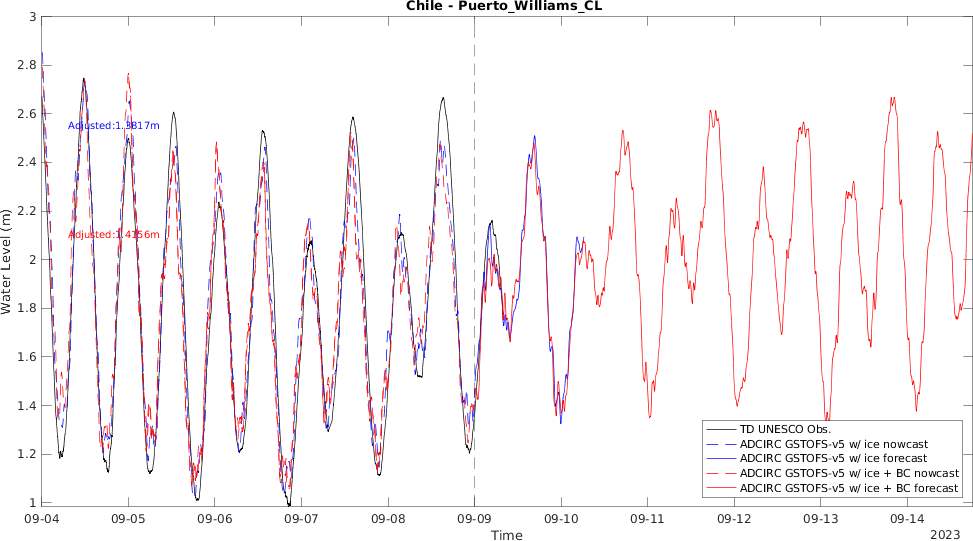 Chile - Puerto_Williams_CL
3
2.8
2.6
2.4
2.2
2
1.8
1.6
1.4
1.2
1
Water Level (m)
Adjusted:1.3817m
Adjusted:1.4156m
TD UNESCO Obs.
ADCIRC GSTOFS-v5 w/ ice nowcast
ADCIRC GSTOFS-v5 w/ ice forecast
ADCIRC GSTOFS-v5 w/ ice + BC nowcast
ADCIRC GSTOFS-v5 w/ ice + BC forecast
09-04 09-05 09-06 09-07 09-08 09-09 09-10 09-11 09-12 09-13 09-14
Time
2023